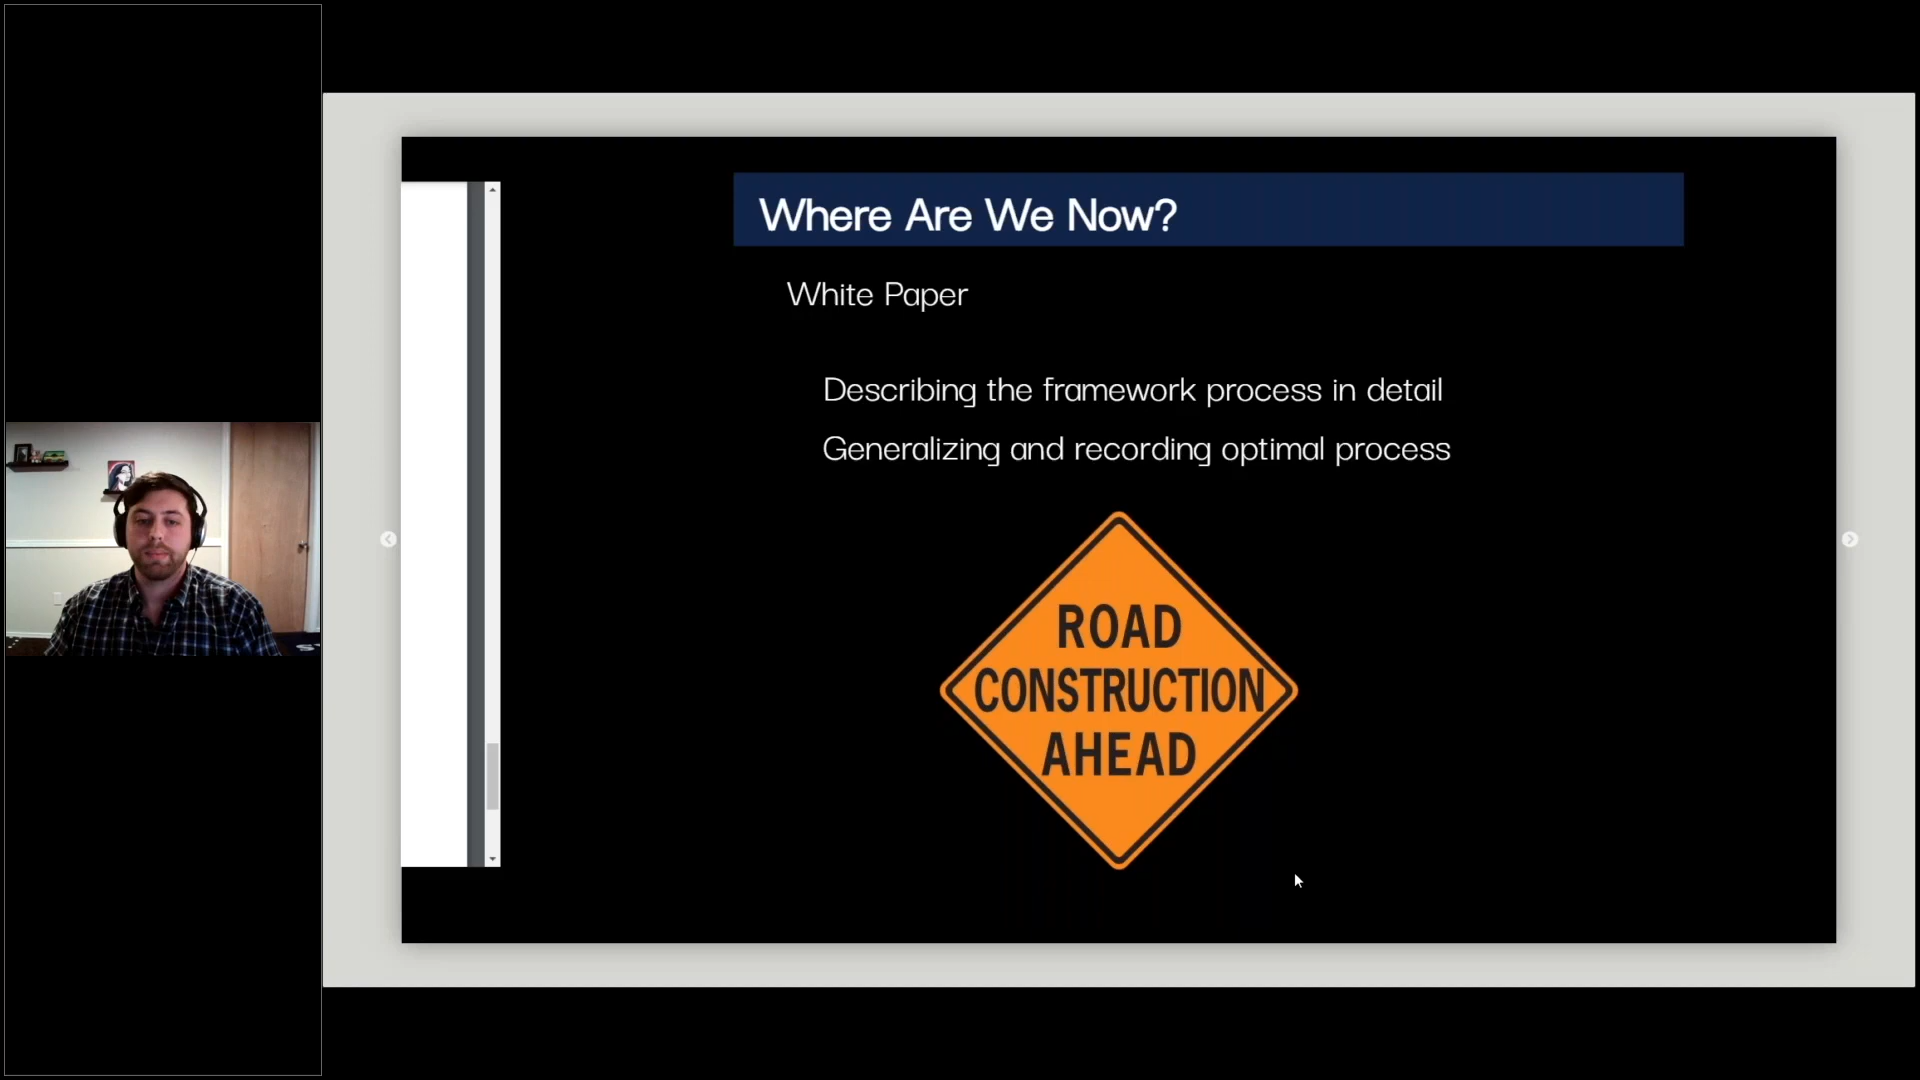 Where Are We Now?
White Paper
Describing the framework process in detail
Generalizing and recording optimal process
ROAD
CONSTRUCTION
AHEAD